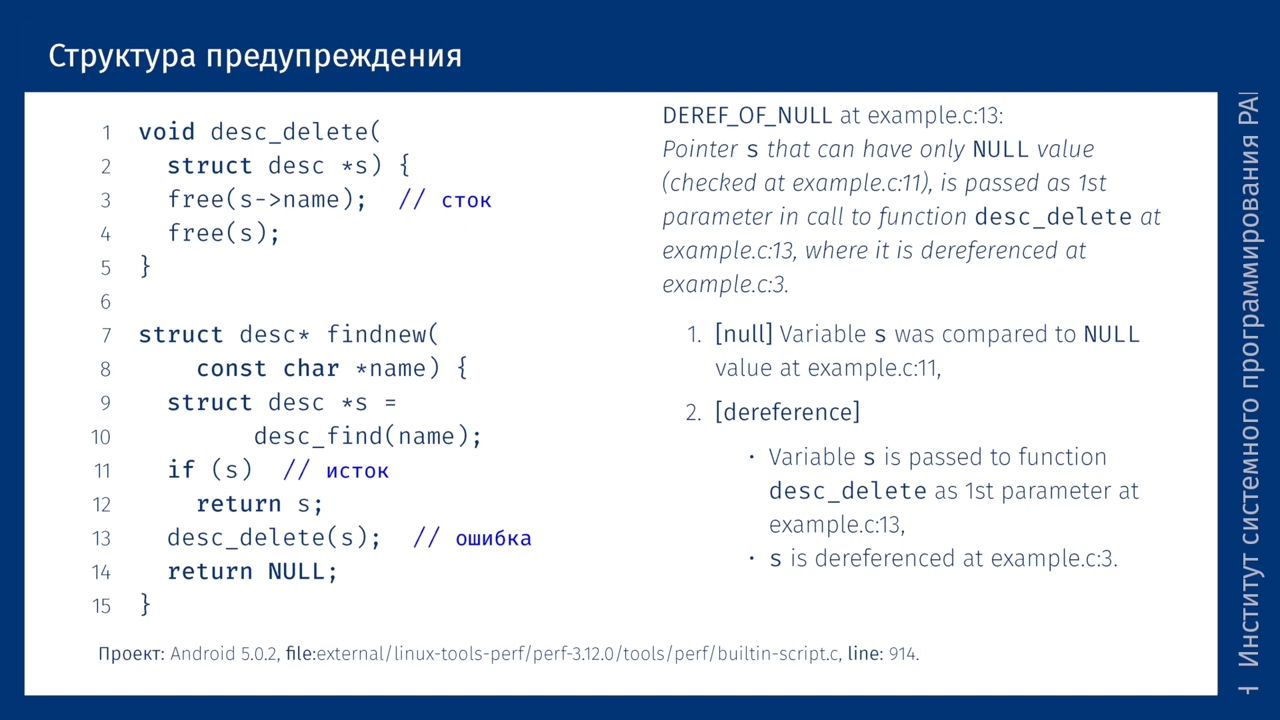 Структура предупреждения
1 void desc_delete(
2 struct desc *s) {
3 free(s->name); // сток
4 free(s);
5 }
6
7 struct desc* findnew(
8 const char *name) {
9 struct desc *s =
10 desc_find(name);
11 if (s) // исток
12 return s;
13 desc_delete(s); // ошибка
14 return NULL;
15 }
DEREF_OF_NULL at example.c:13:
Pointer s that can have only NULL value
(checked at example.c:11), is passed as 1st
parameter in call to function desc_delete at
example.c:13, where it is dereferenced at
example.c:3.
1. [null] Variable s was compared to NULL
value at example.c:11,
2. [dereference]
• Variable s is passed to function
desc_delete as 1st parameter at
example.c:13,
• s is dereferenced at example.c:3.
Проект: Android 5.0.2, file:external/linux-tools-perf/perf-3.12.0/tools/perf/builtin-script.c, line: 914.
Институт системного программирования РА